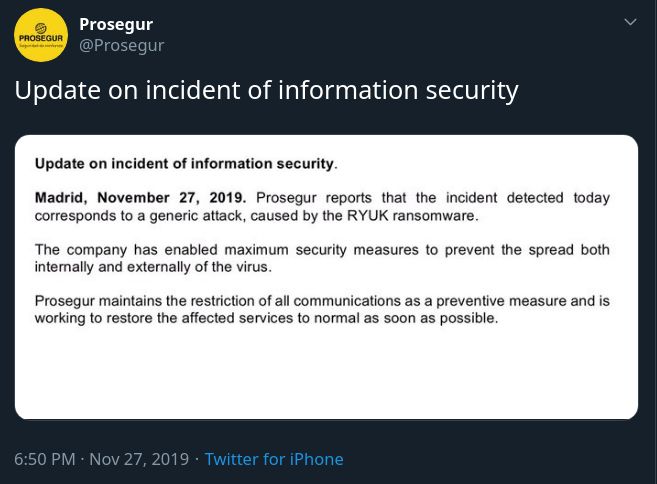 PROSEGUR
Prosegur
@Prosegur
Update on incident of information security
Update on incident of information security.
Madrid, November 27, 2019. Prosegur reports that the incident detected today
corresponds to a generic attack, caused by the RYUK ransomware.
The company has enabled maximum security measures to prevent the spread both
internally and externally of the virus.
Prosegur maintains the restriction of all communications as a preventive measure and is
working to restore the affected services to normal as soon as possible.
6:50 PM · Nov 27, 2019 · Twitter for iPhone